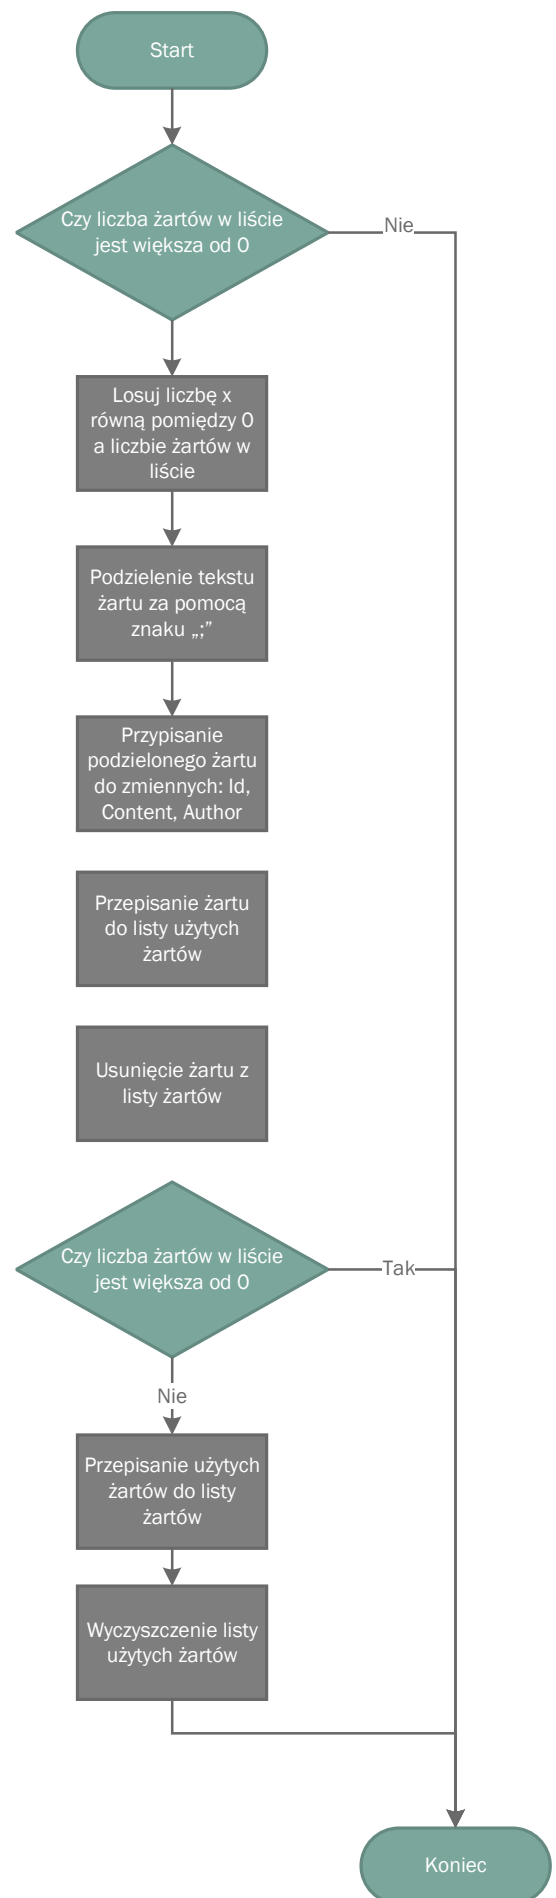 Start
Czy liczba żartów w liście
jest większa od 0
Nie
Losuj liczbę x
równą pomiędzy 0
a liczbie żartów w
liście
Podzielenie tekstu
żartu za pomocą
znaku „;”
Przypisanie
podzielonego żartu
do zmiennych: Id,
Content, Author
Przepisanie żartu
do listy użytych
żartów
Usunięcie żartu z
listy żartów
Czy liczba żartów w liście
jest większa od 0
Tak
Nie
Przepisanie użytych
żartów do listy
żartów
Wyczyszczenie listy
użytych żartów
Koniec